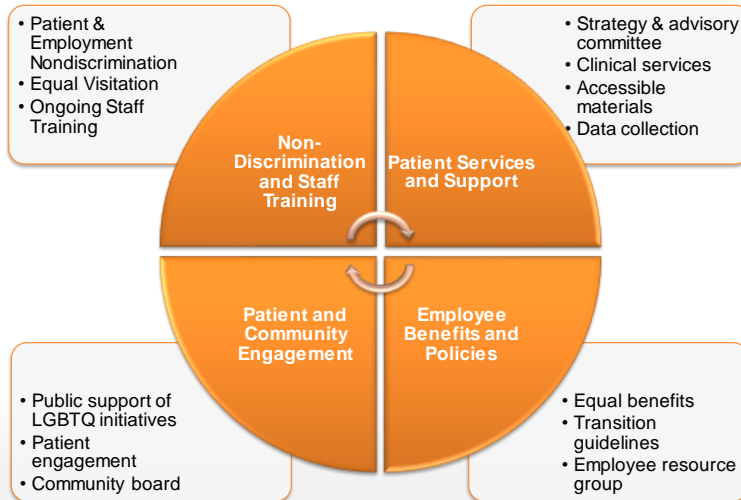 • Patient &
Employment
Nondiscrimination
• Equal Visitation
• Ongoing Staff
Training
• Strategy & advisory
committee
• Clinical services
• Accessible
materials
• Data collection
Non-
Discrimination
and Staff
Training
Patient Services
and Support
Patient and
Community
Engagement
Employee
Benefits and
Policies
• Public support of
LGBTQ initiatives
• Patient
engagement
• Community board
• Equal benefits
• Transition
guidelines
• Employee resource
group